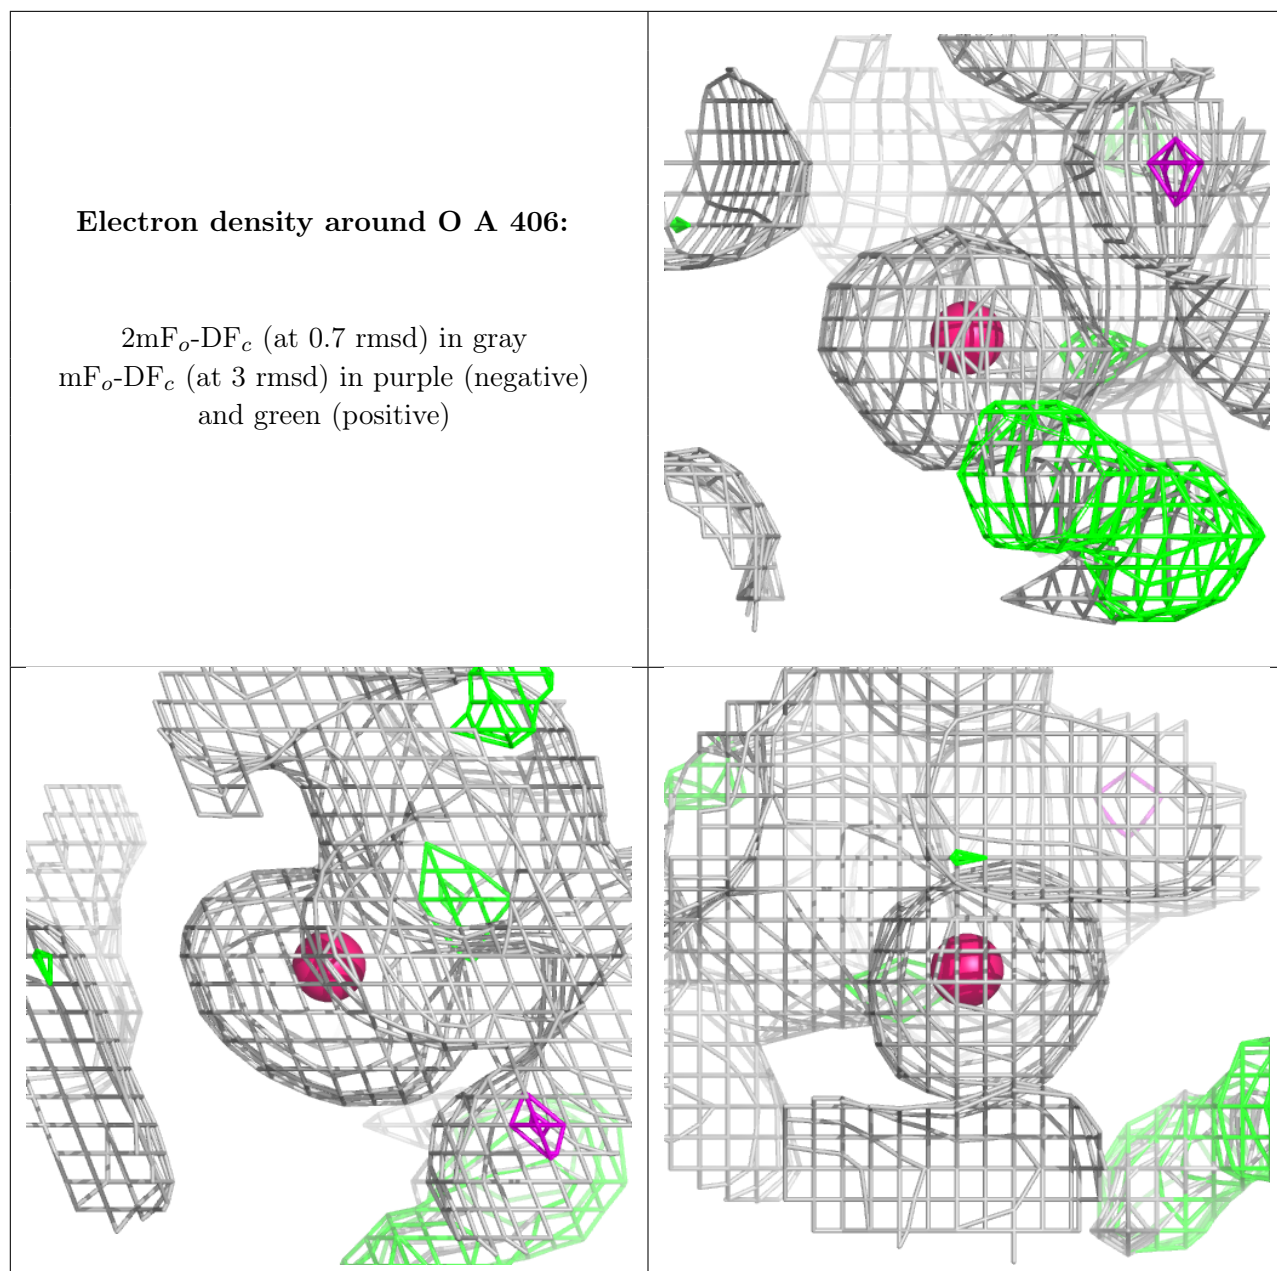 Electron density around O A 406:
2mFo-DFc (at 0.7 rmsd) in gray
mFo-DFc (at 3 rmsd) in purple (negative)
and green (positive)